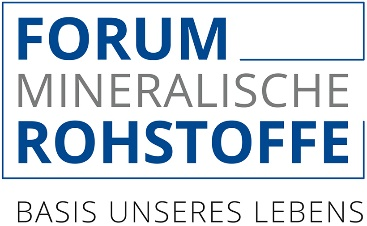 FORUM
MINERALISCHE
ROHSTOFFE
BASIS UNSERES LEBENS